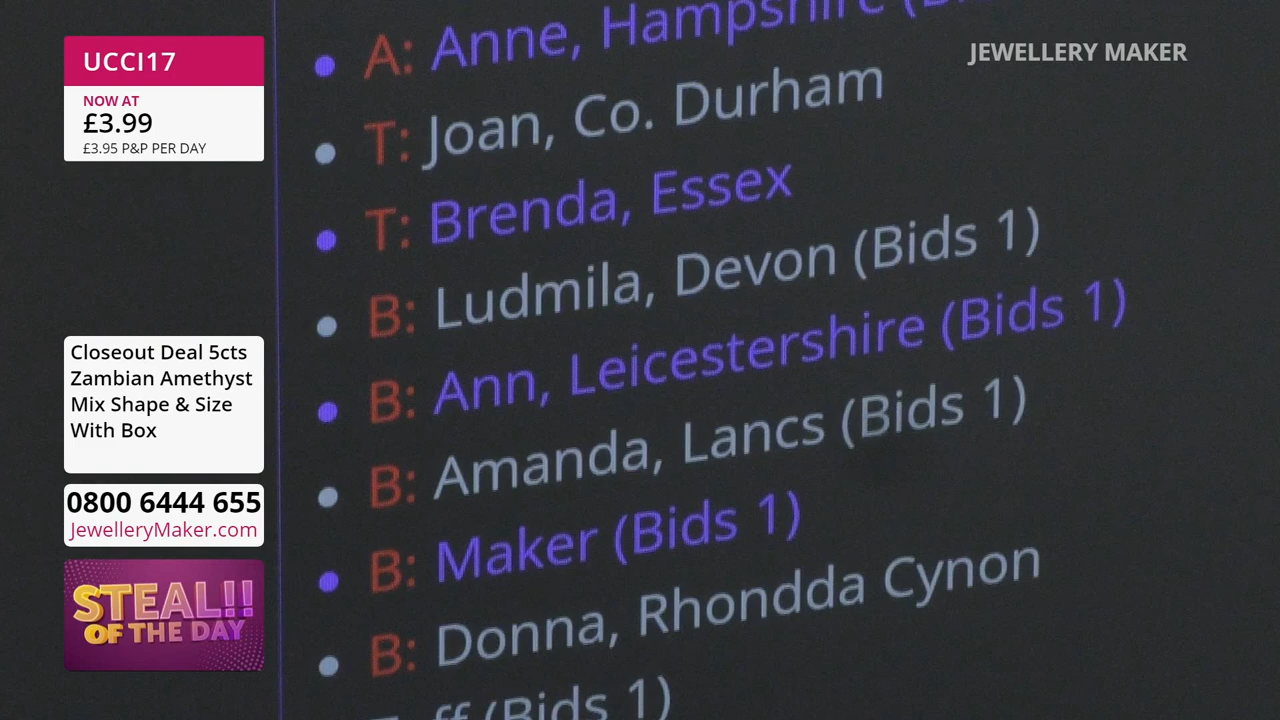 UCCI17
NOW AT
£3.99
£3.95 P&P PER DAY
Closeout Deal 5cts
Zambian Amethyst
Mix Shape & Size
With Box
0800 6444 655
JewelleryMaker.com
STEAL!!
OF THE DAY
JEWELLERY MAKER
A: Anne, Hampshire
T: Joan, Co. Durham
T: Brenda, Essex
B: Ludmila, Devon (Bids 1)
B: Ann, Leicestershire (Bids 1)
B: Amanda, Lancs (Bids 1)
B: Maker (Bids 1)
B: Donna, Rhondda Cynon
(Bids 1)